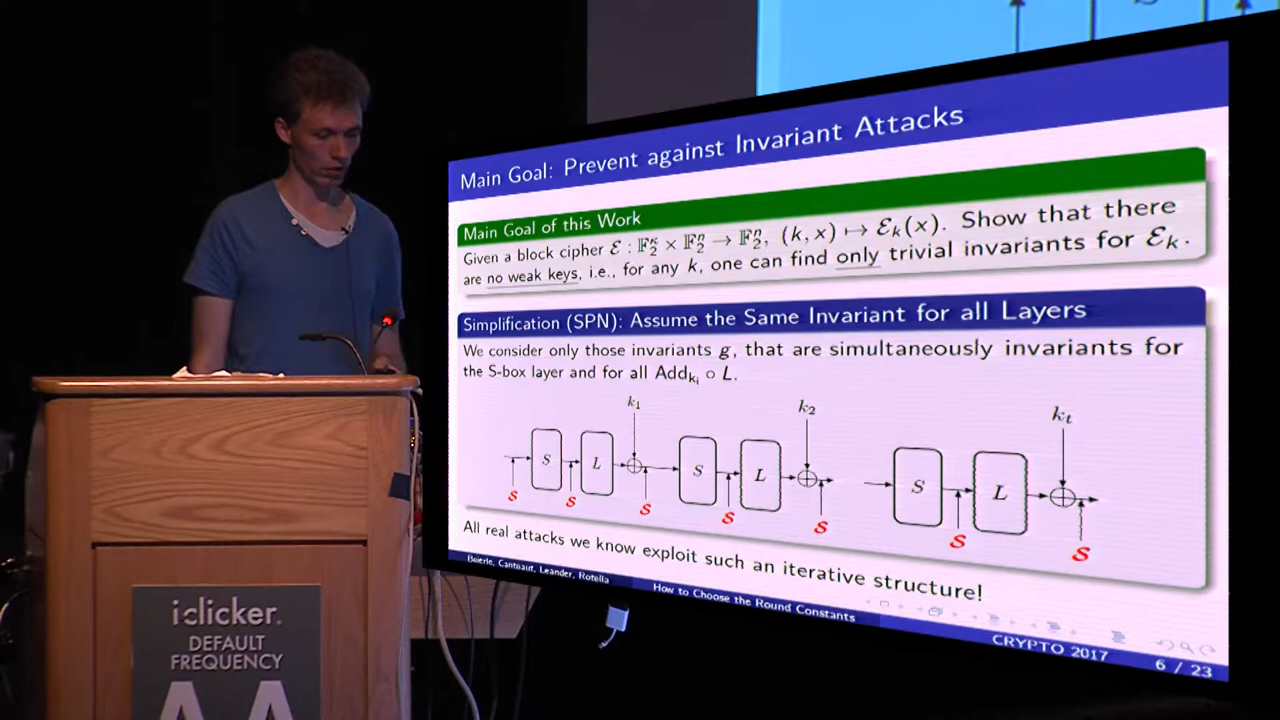 Main Goal: Prevent against Invariant Attacks
Main Goal of this Work
Given a block cipher ℰ : 𝔽₂^κ × 𝔽₂ⁿ → 𝔽₂ⁿ, (k, x) ↦ ℰₖ(x). Show that there
are no weak keys, i.e., for any k, one can find only trivial invariants for ℰₖ.
Simplification (SPN): Assume the Same Invariant for all Layers
We consider only those invariants g, that are simultaneously invariants for
the S-box layer and for all Add_{k_i} ∘ L.
k₁ k₂ kₜ
S L S L S L
𝒮 𝒮 𝒮 𝒮 𝒮 𝒮 𝒮
All real attacks we know exploit such an iterative structure!
Beierle, Canteaut, Leander, Rotella How to Choose the Round Constants CRYPTO 2017 6 / 23
iclicker.
DEFAULT
FREQUENCY
AA